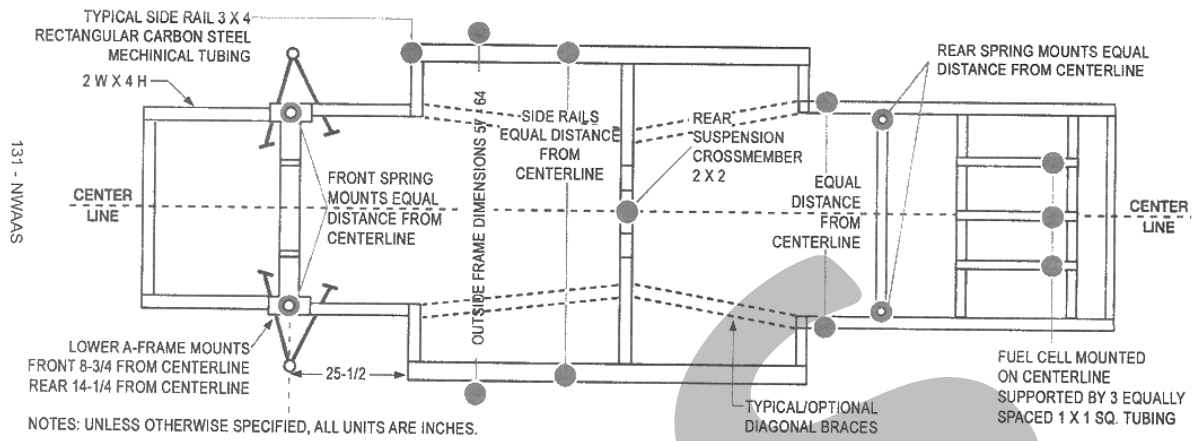 TYPICAL SIDE RAIL 3 X 4
RECTANGULAR CARBON STEEL
MECHINICAL TUBING
2 W X 4 H
131 - NWAAS
CENTER
LINE
FRONT SPRING
MOUNTS EQUAL
DISTANCE FROM
CENTERLINE
LOWER A-FRAME MOUNTS
FRONT 8-3/4 FROM CENTERLINE
REAR 14-1/4 FROM CENTERLINE
25-1/2
OUTSIDE FRAME DIMENSIONS 57 64
SIDE RAILS
EQUAL DISTANCE
FROM
CENTERLINE
REAR
SUSPENSION
CROSSMEMBER
2 X 2
EQUAL
DISTANCE
FROM
CENTERLINE
TYPICAL/OPTIONAL
DIAGONAL BRACES
REAR SPRING MOUNTS EQUAL
DISTANCE FROM CENTERLINE
CENTER
LINE
FUEL CELL MOUNTED
ON CENTERLINE
SUPPORTED BY 3 EQUALLY
SPACED 1 X 1 SQ. TUBING
NOTES: UNLESS OTHERWISE SPECIFIED, ALL UNITS ARE INCHES.